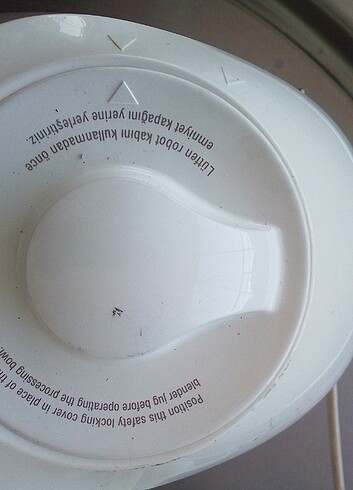 Lütfen robot kabını kullanmadan önce
emniyet kapağını yerine yerleştiriniz.
Position this safety locking cover in place of the
blender jug before operating the processing bowl.